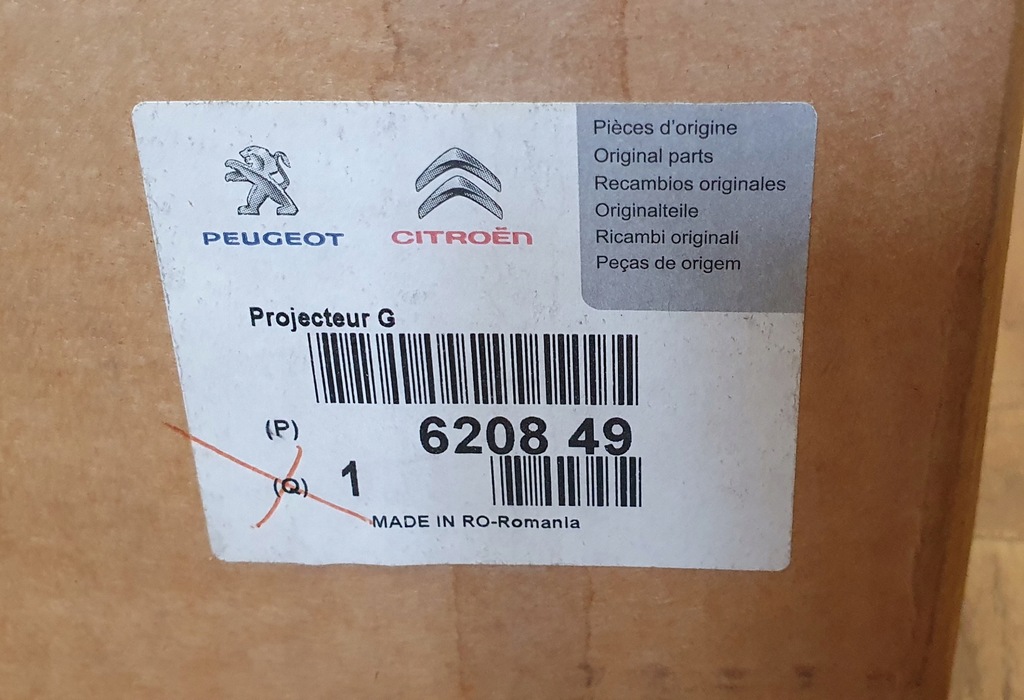 PEUGEOT
CITROËN
Pièces d'origine
Original parts
Recambios originales
Originalteile
Ricambi originali
Peças de origem
Projecteur G
(P) 6208 49
(Q) 1
MADE IN RO-Romania